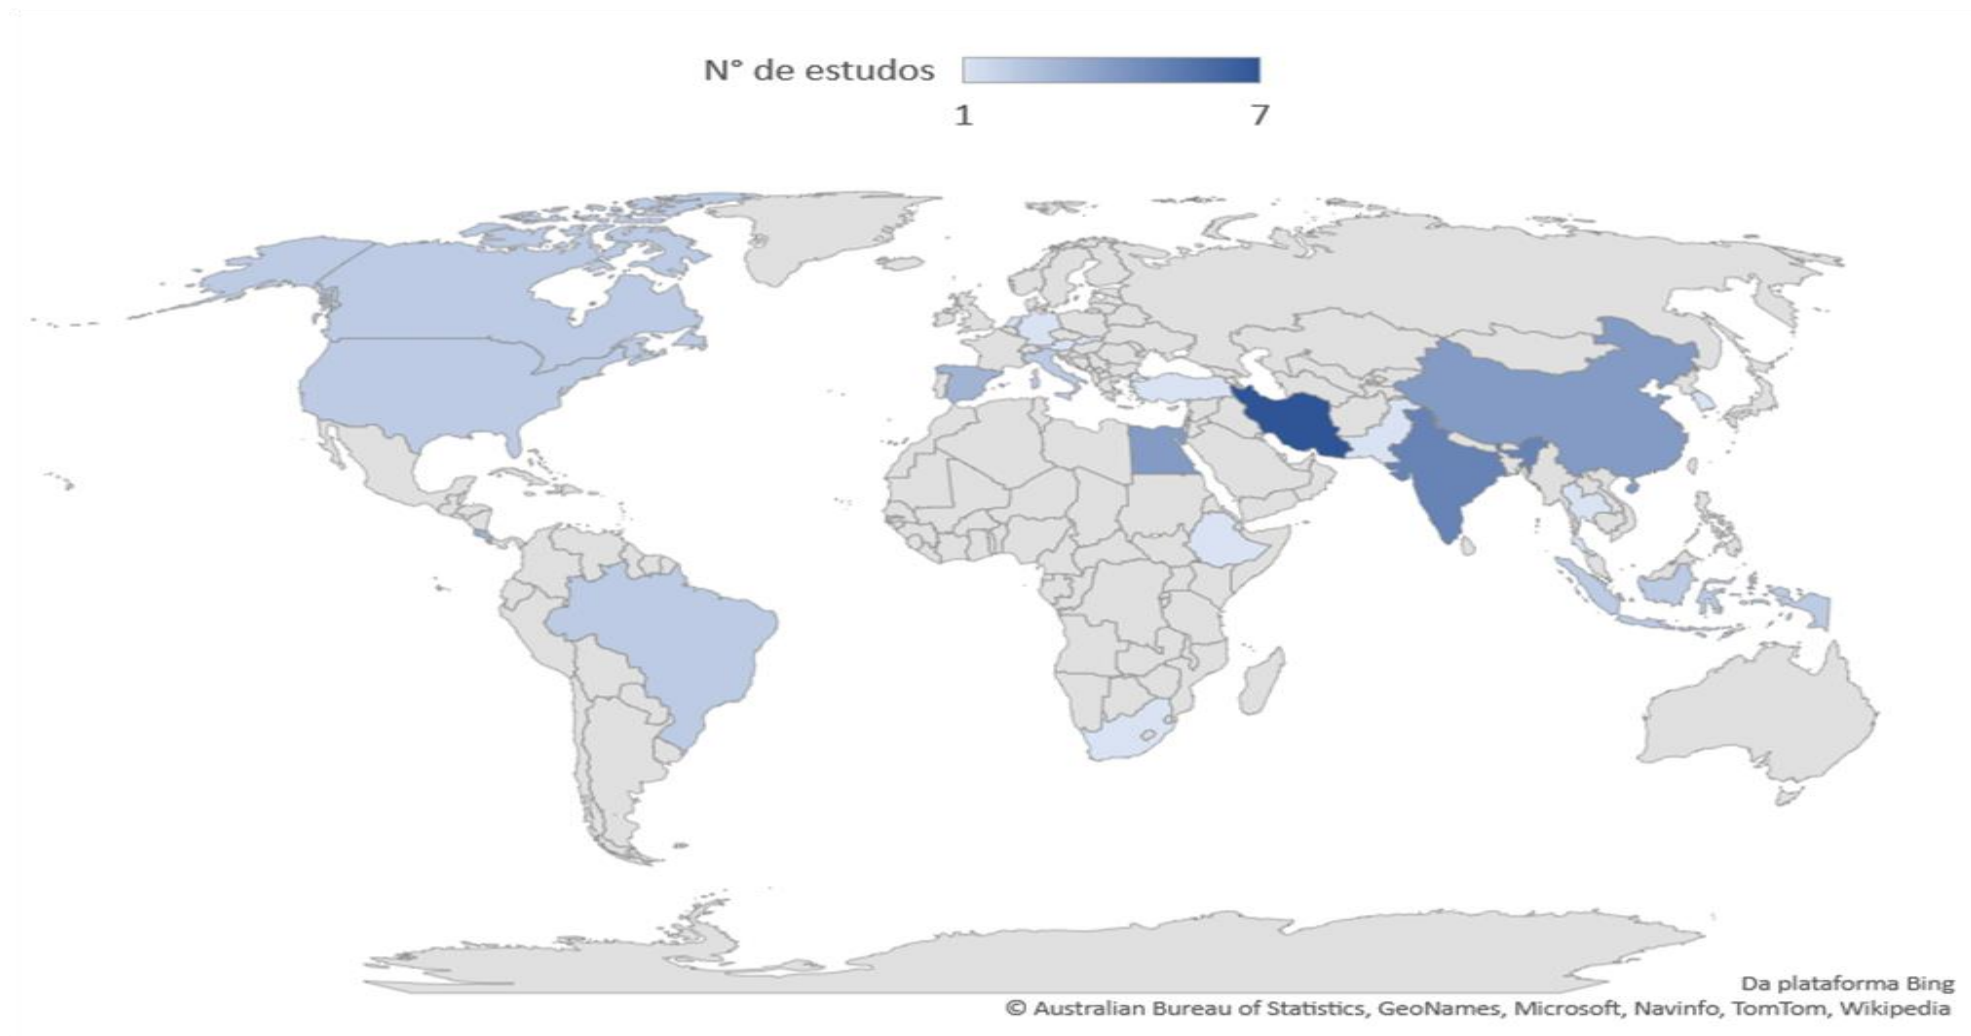 N° de estudos
1 7
Da plataforma Bing
© Australian Bureau of Statistics, GeoNames, Microsoft, Navinfo, TomTom, Wikipedia